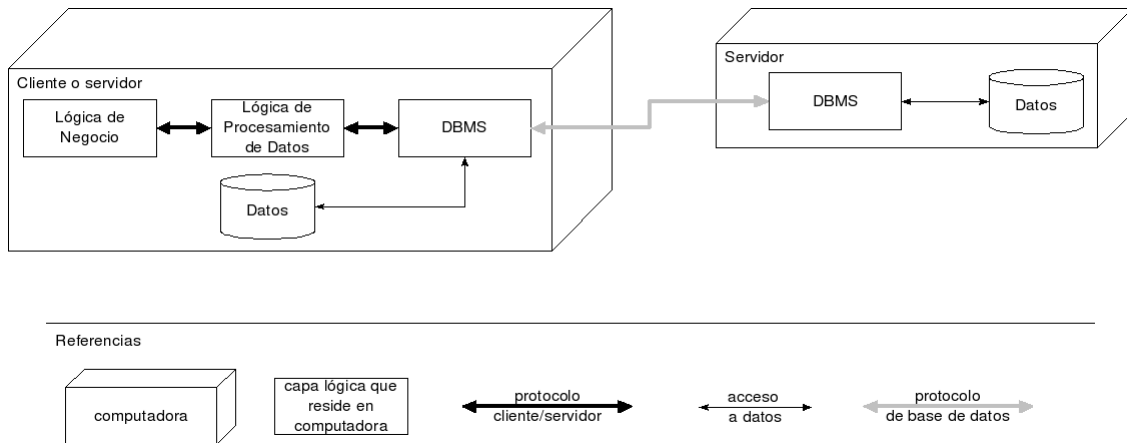 Cliente o servidor
Lógica de
Negocio
Lógica de
Procesamiento
de Datos
DBMS
Datos
Servidor
DBMS
Datos
Referencias
computadora
capa lógica que
reside en
computadora
protocolo
cliente/servidor
acceso
a datos
protocolo
de base de datos